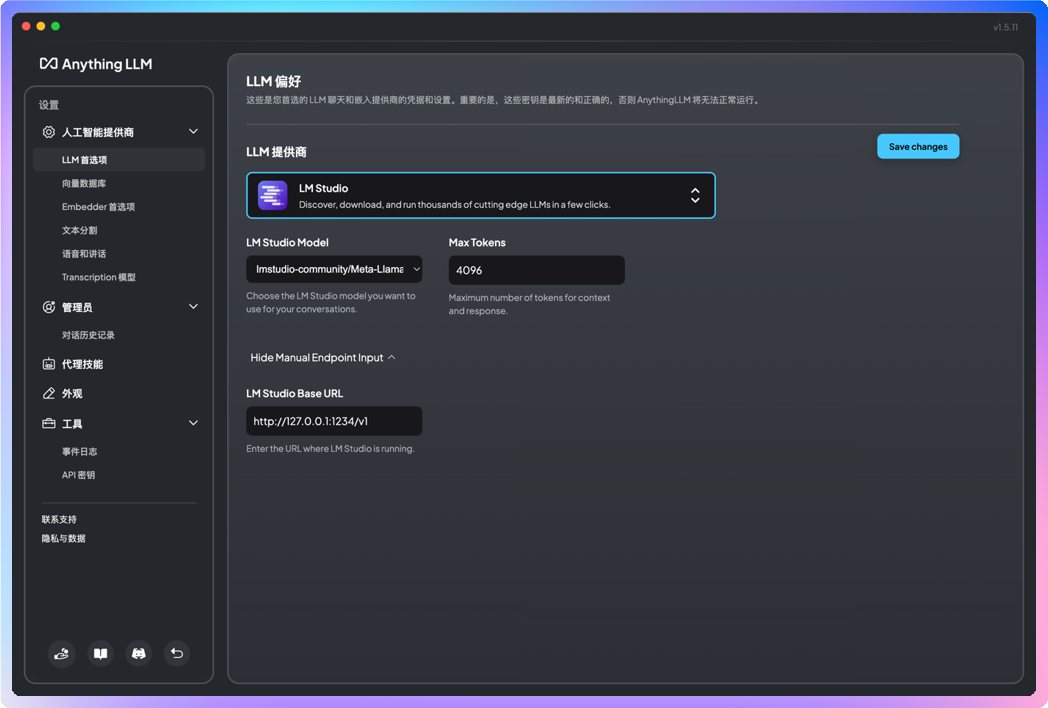 v1.5.11
Anything LLM
设置
人工智能提供商
LLM 首选项
向量数据库
Embedder 首选项
文本分割
语音和讲话
Transcription 模型
管理员
对话历史记录
代理技能
外观
工具
事件日志
API 密钥
联系支持
隐私与数据
LLM 偏好
这些是您首选的 LLM 聊天和嵌入提供商的凭据和设置。重要的是，这些密钥是最新的和正确的，否则 AnythingLLM 将无法正常运行。
Save changes
LLM 提供商
LM Studio
Discover, download, and run thousands of cutting edge LLMs in a few clicks.
LM Studio Model
lmstudio-community/Meta-Llama
Choose the LM Studio model you want to
use for your conversations.
Max Tokens
4096
Maximum number of tokens for context
and response.
Hide Manual Endpoint Input
LM Studio Base URL
http://127.0.0.1:1234/v1
Enter the URL where LM Studio is running.